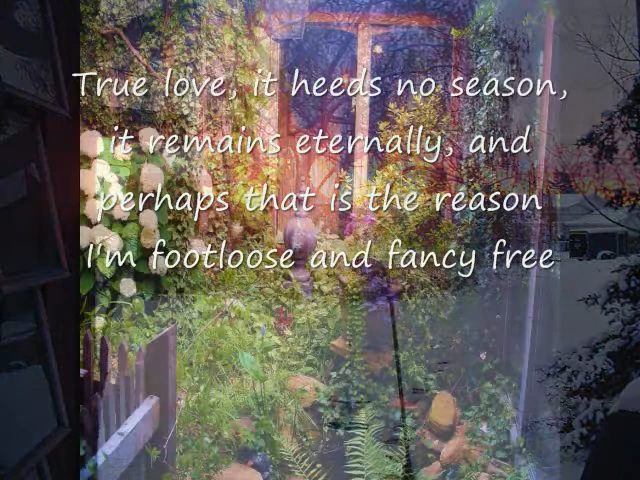 True love, it heeds no season,
it remains eternally, and
perhaps that is the reason
I'm footloose and fancy free